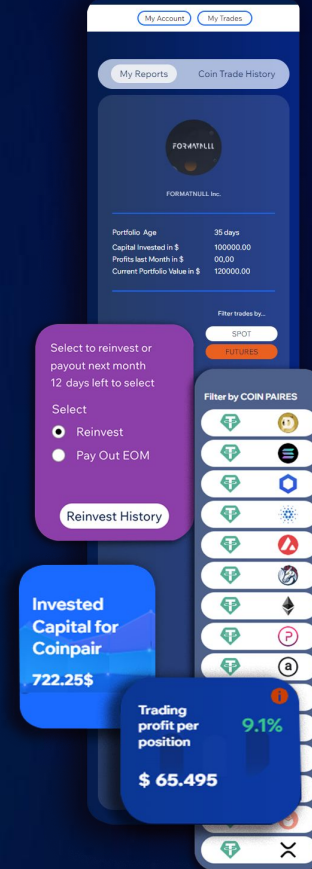 My Account
My Trades
My Reports
Coin Trade History
FORMATNULL
FORMATNULL Inc.
Portfolio Age 35 days
Capital Invested in $ 100000.00
Profits last Month in $ 00,00
Current Portfolio Value in $ 120000.00
Filter trades by...
SPOT
FUTURES
Select to reinvest or
payout next month
12 days left to select
Select
Reinvest
Pay Out EOM
Reinvest History
Filter by COIN PAIRES
Invested
Capital for
Coinpair
722.25$
Trading
profit per
position
9.1%
$ 65.495